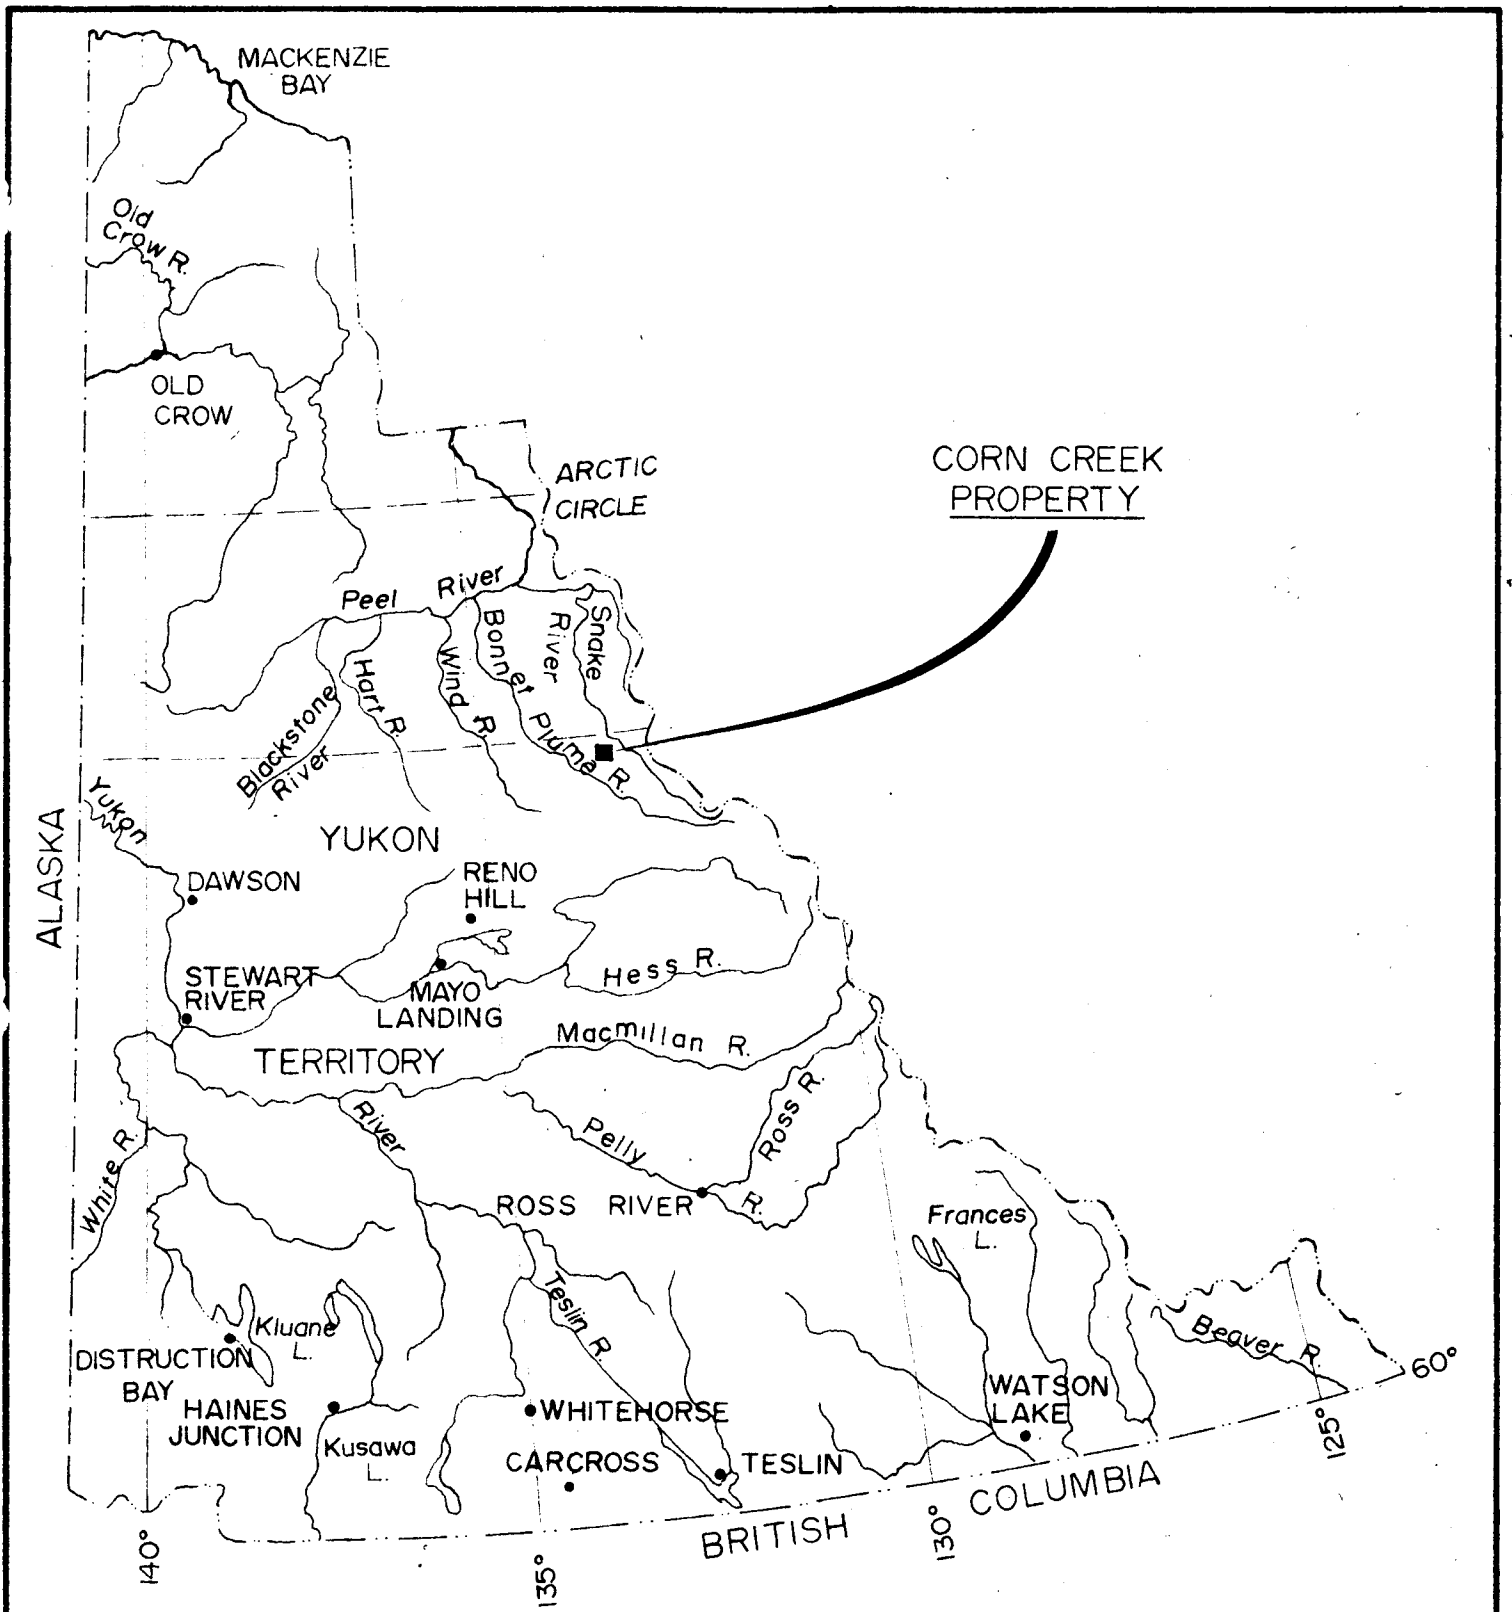 MACKENZIE
BAY
Old
Crow R.
OLD
CROW
ARCTIC
CIRCLE
CORN CREEK
PROPERTY
Peel River
Snake
River
Bonnet Plume R.
Wind R.
Hart R.
Blackstone
River
Yukon
ALASKA
YUKON
DAWSON
RENO
HILL
STEWART
RIVER
MAYO
LANDING
Hess R.
Macmillan R.
TERRITORY
River
Pelly R.
Ross R.
White R.
ROSS RIVER
Frances
L.
Teslin R.
Kluane
L.
DISTRUCTION
BAY
Beaver R.
60°
HAINES
JUNCTION
WHITEHORSE
WATSON
LAKE
Kusawa
L.
CARCROSS
TESLIN
BRITISH COLUMBIA
140°
135°
130°
125°